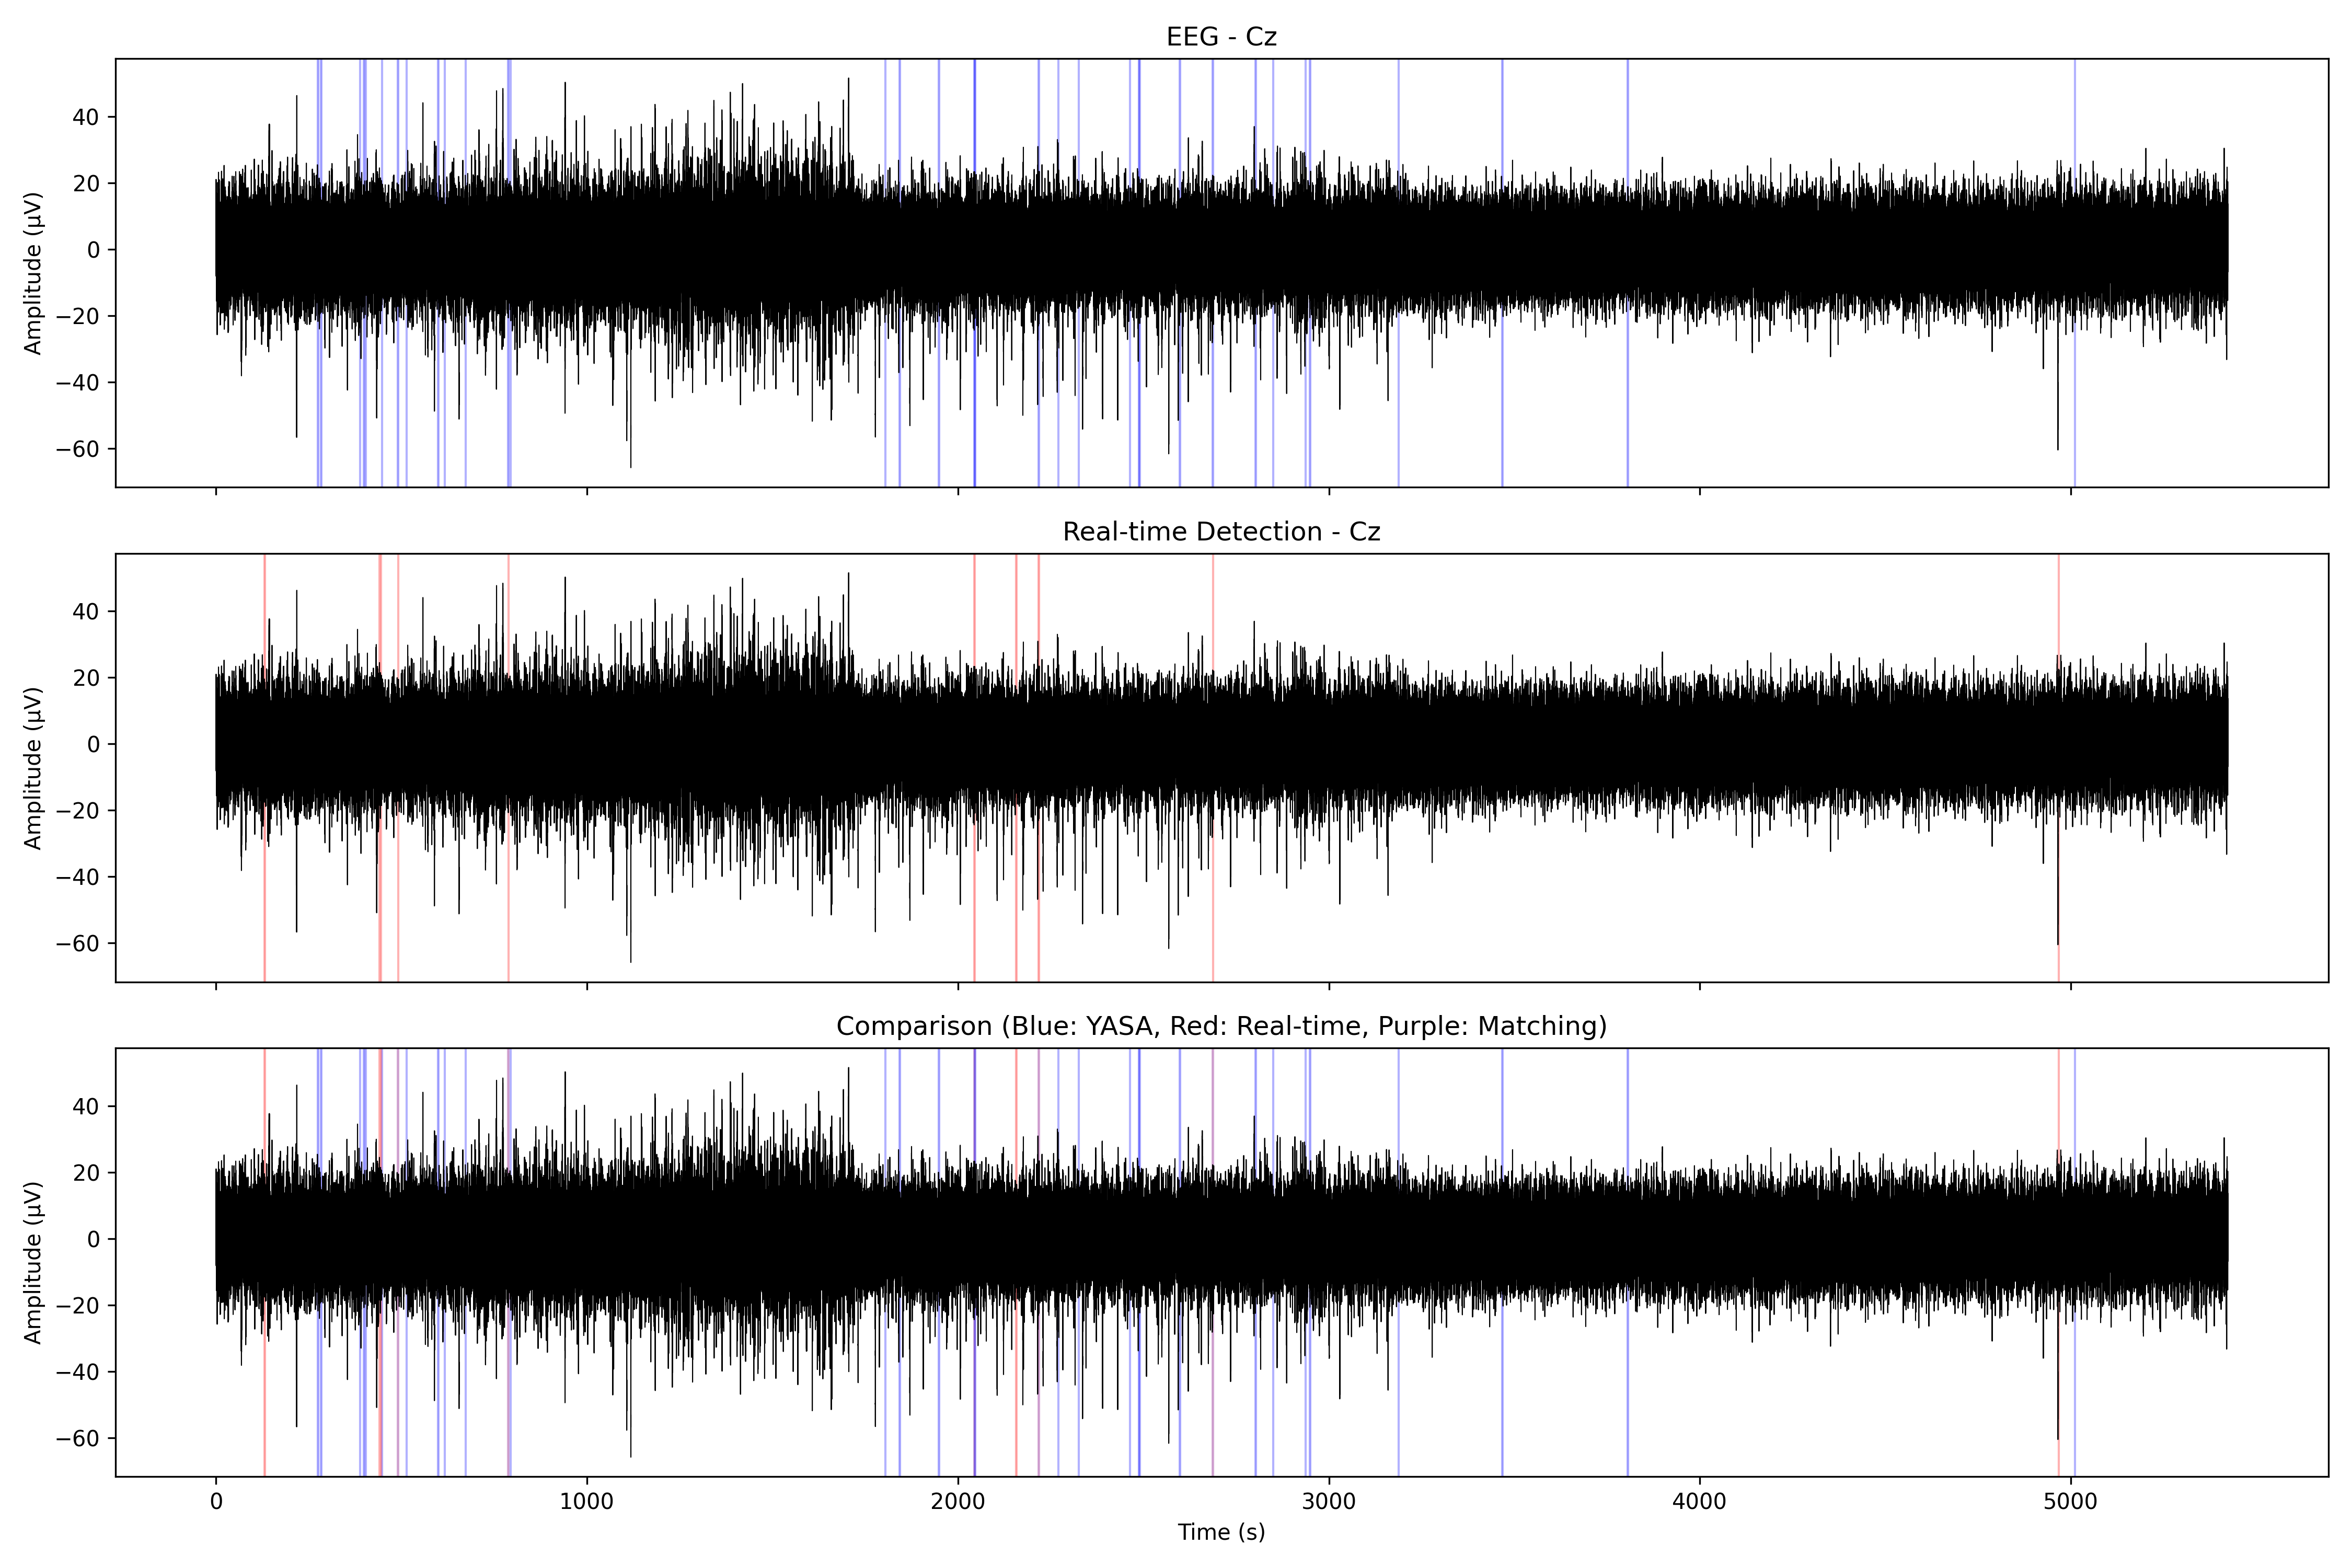 EEG - Cz
40
20
0
−20
−40
−60
Amplitude (µV)
Real-time Detection - Cz
40
20
0
−20
−40
−60
Amplitude (µV)
Comparison (Blue: YASA, Red: Real-time, Purple: Matching)
40
20
0
−20
−40
−60
Amplitude (µV)
0 1000 2000 3000 4000 5000
Time (s)